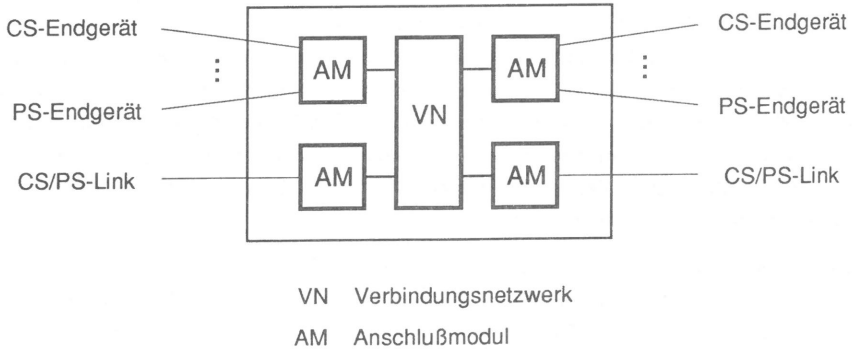 CS-Endgerät
CS-Endgerät
AM
AM
PS-Endgerät
VN
PS-Endgerät
CS/PS-Link
AM
AM
CS/PS-Link
VN Verbindungsnetzwerk
AM Anschlußmodul